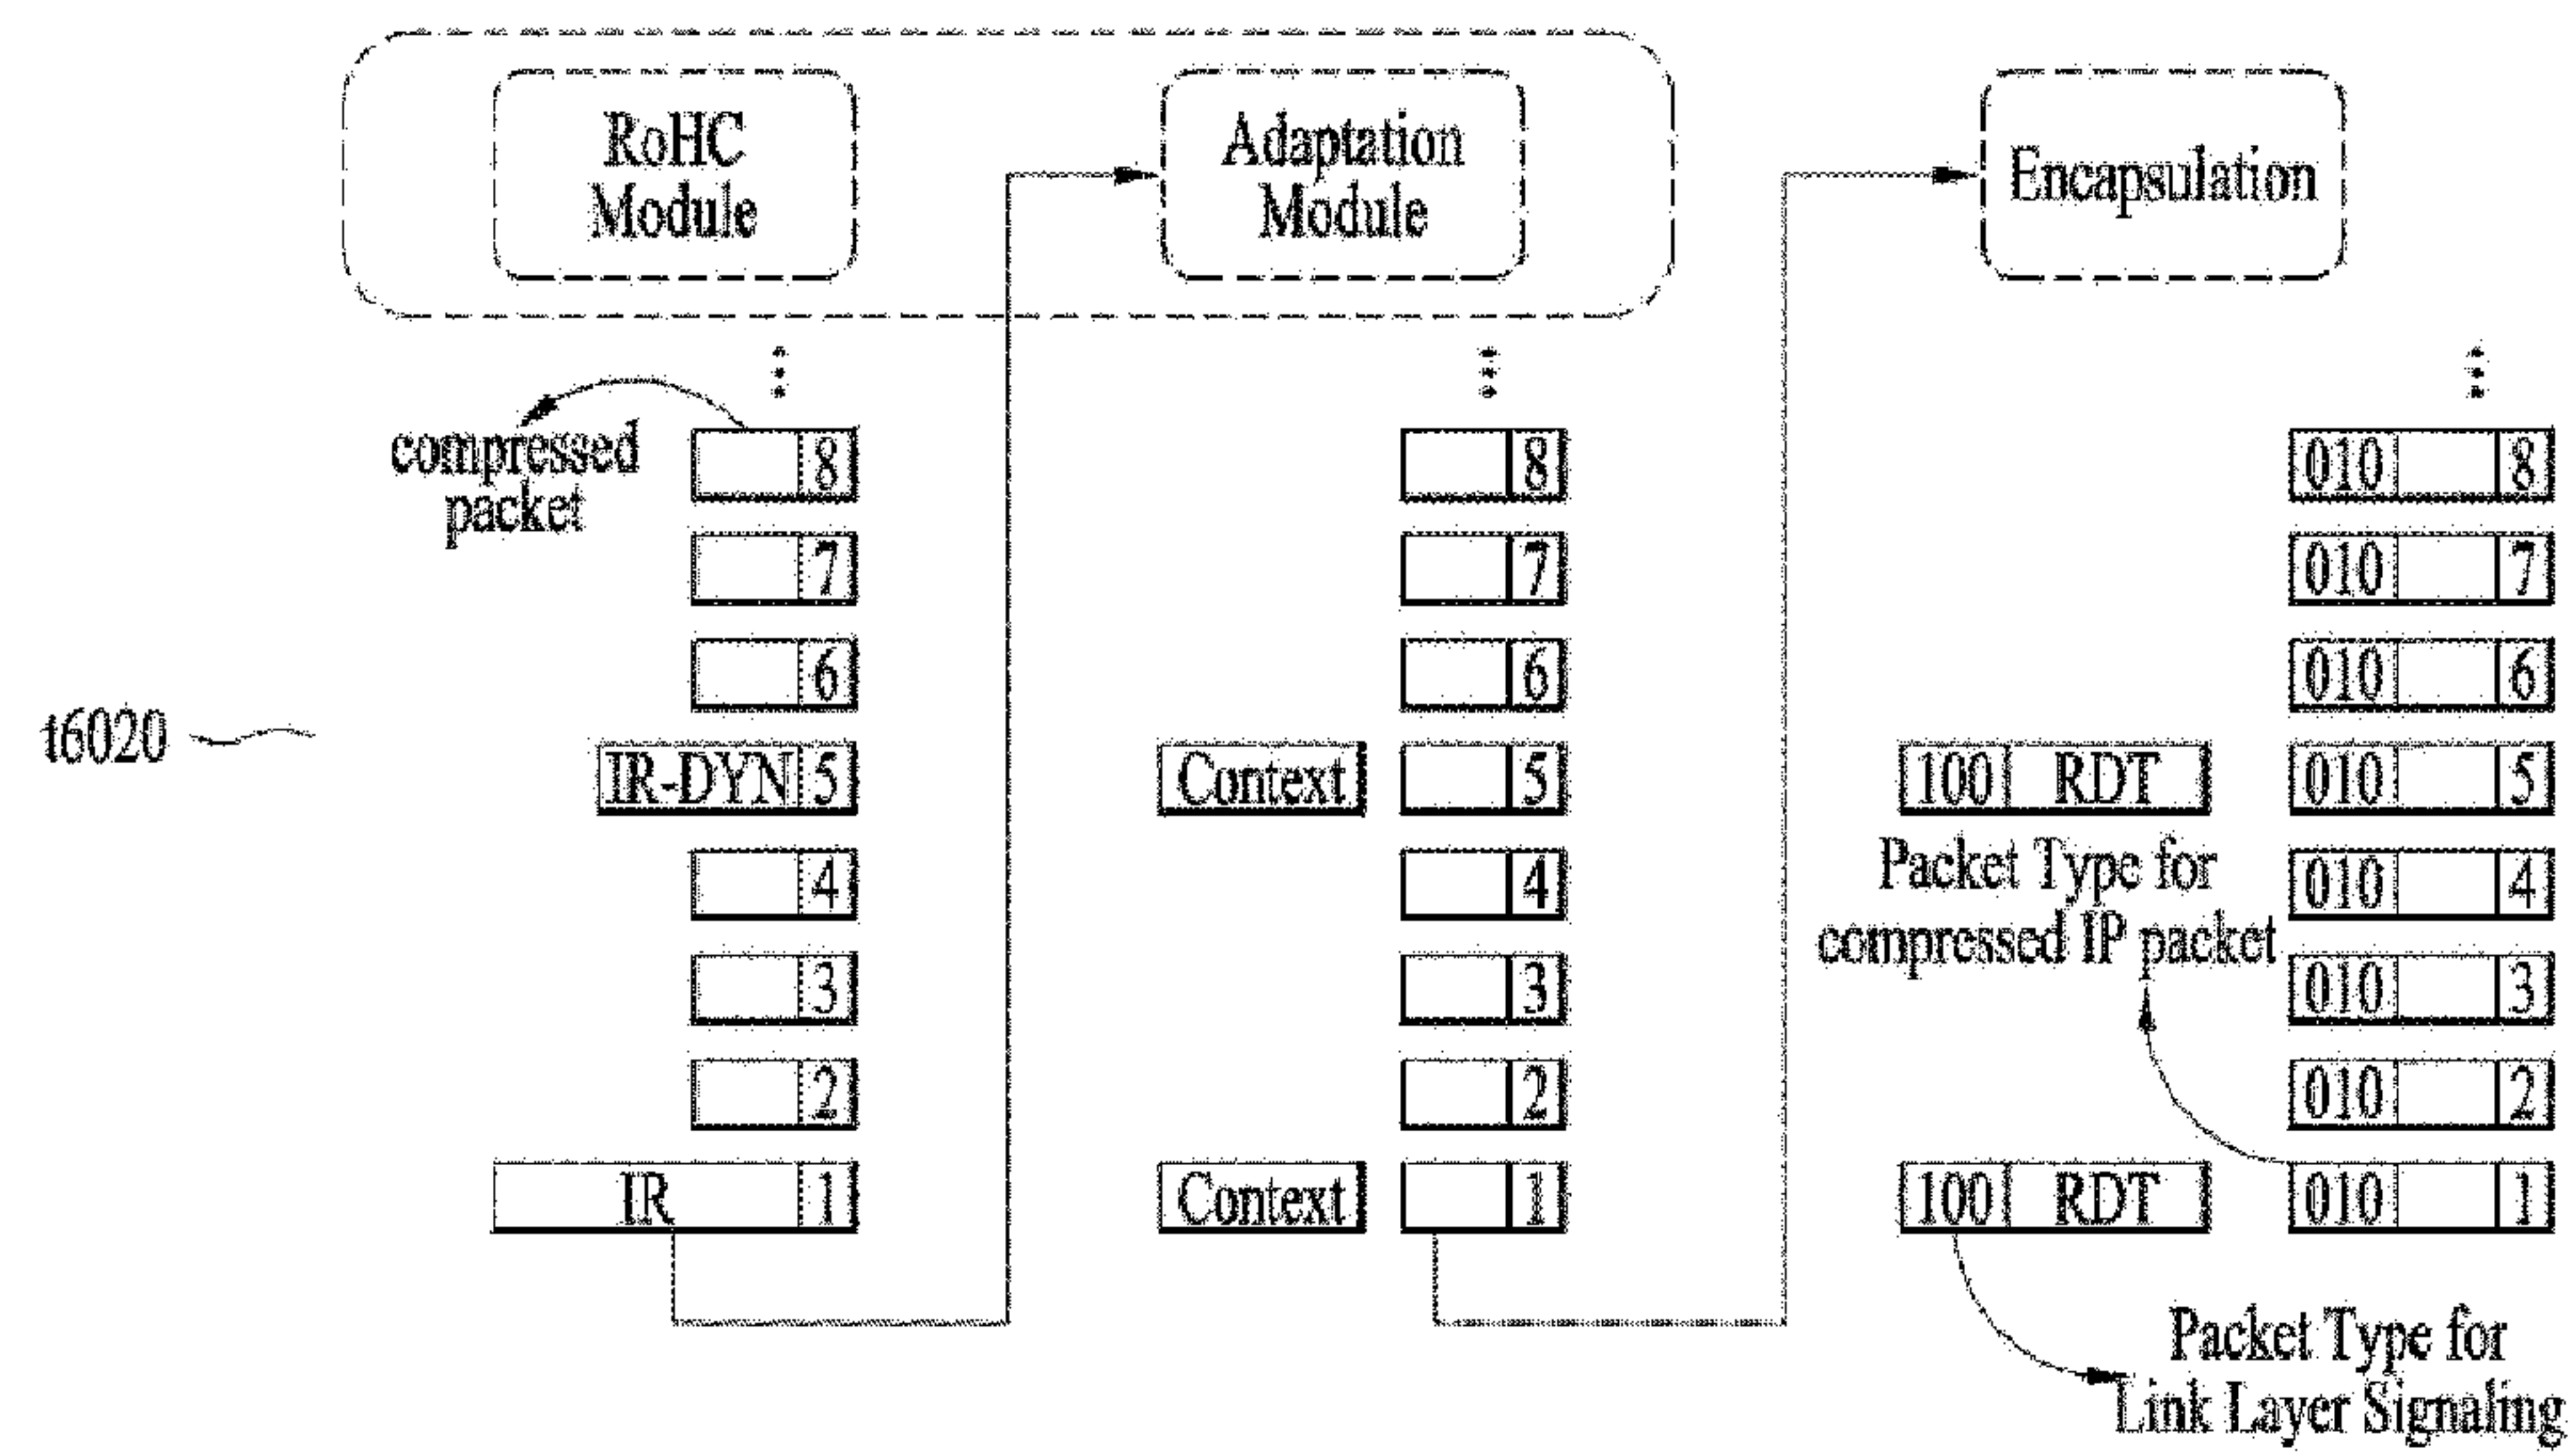 RoHC
Module
Adaptation
Module
Encapsulation
compressed
packet
8
8
010 8
7
7
010 7
6
6
010 6
t6020
IR-DYN 5
Context
5
100 RDT
010 5
4
4
Packet Type for
compressed IP packet
010 4
3
3
010 3
2
2
010 2
IR 1
Context
1
100 RDT
010 1
Packet Type for
Link Layer Signaling